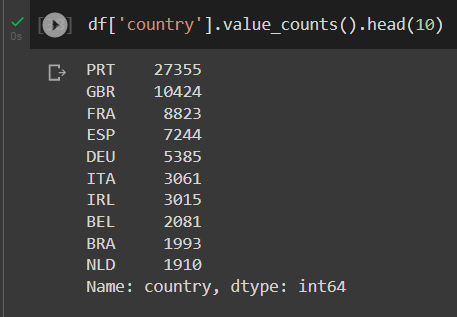 [ ] df['country'].value_counts().head(10)
0s
PRT 27355
GBR 10424
FRA 8823
ESP 7244
DEU 5385
ITA 3061
IRL 3015
BEL 2081
BRA 1993
NLD 1910
Name: country, dtype: int64